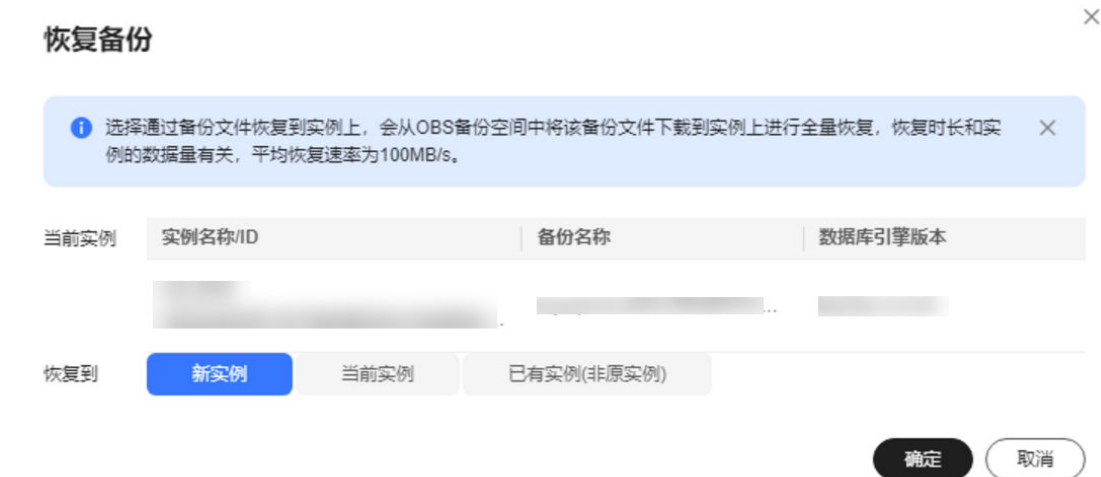 恢复备份
选择通过备份文件恢复到实例上，会从OBS备份空间中将该备份文件下载到实例上进行全量恢复，恢复时长和实
例的数据量有关，平均恢复速率为100MB/s。
当前实例 实例名称/ID 备份名称 数据库引擎版本
恢复到 新实例 当前实例 已有实例(非原实例)
确定 取消